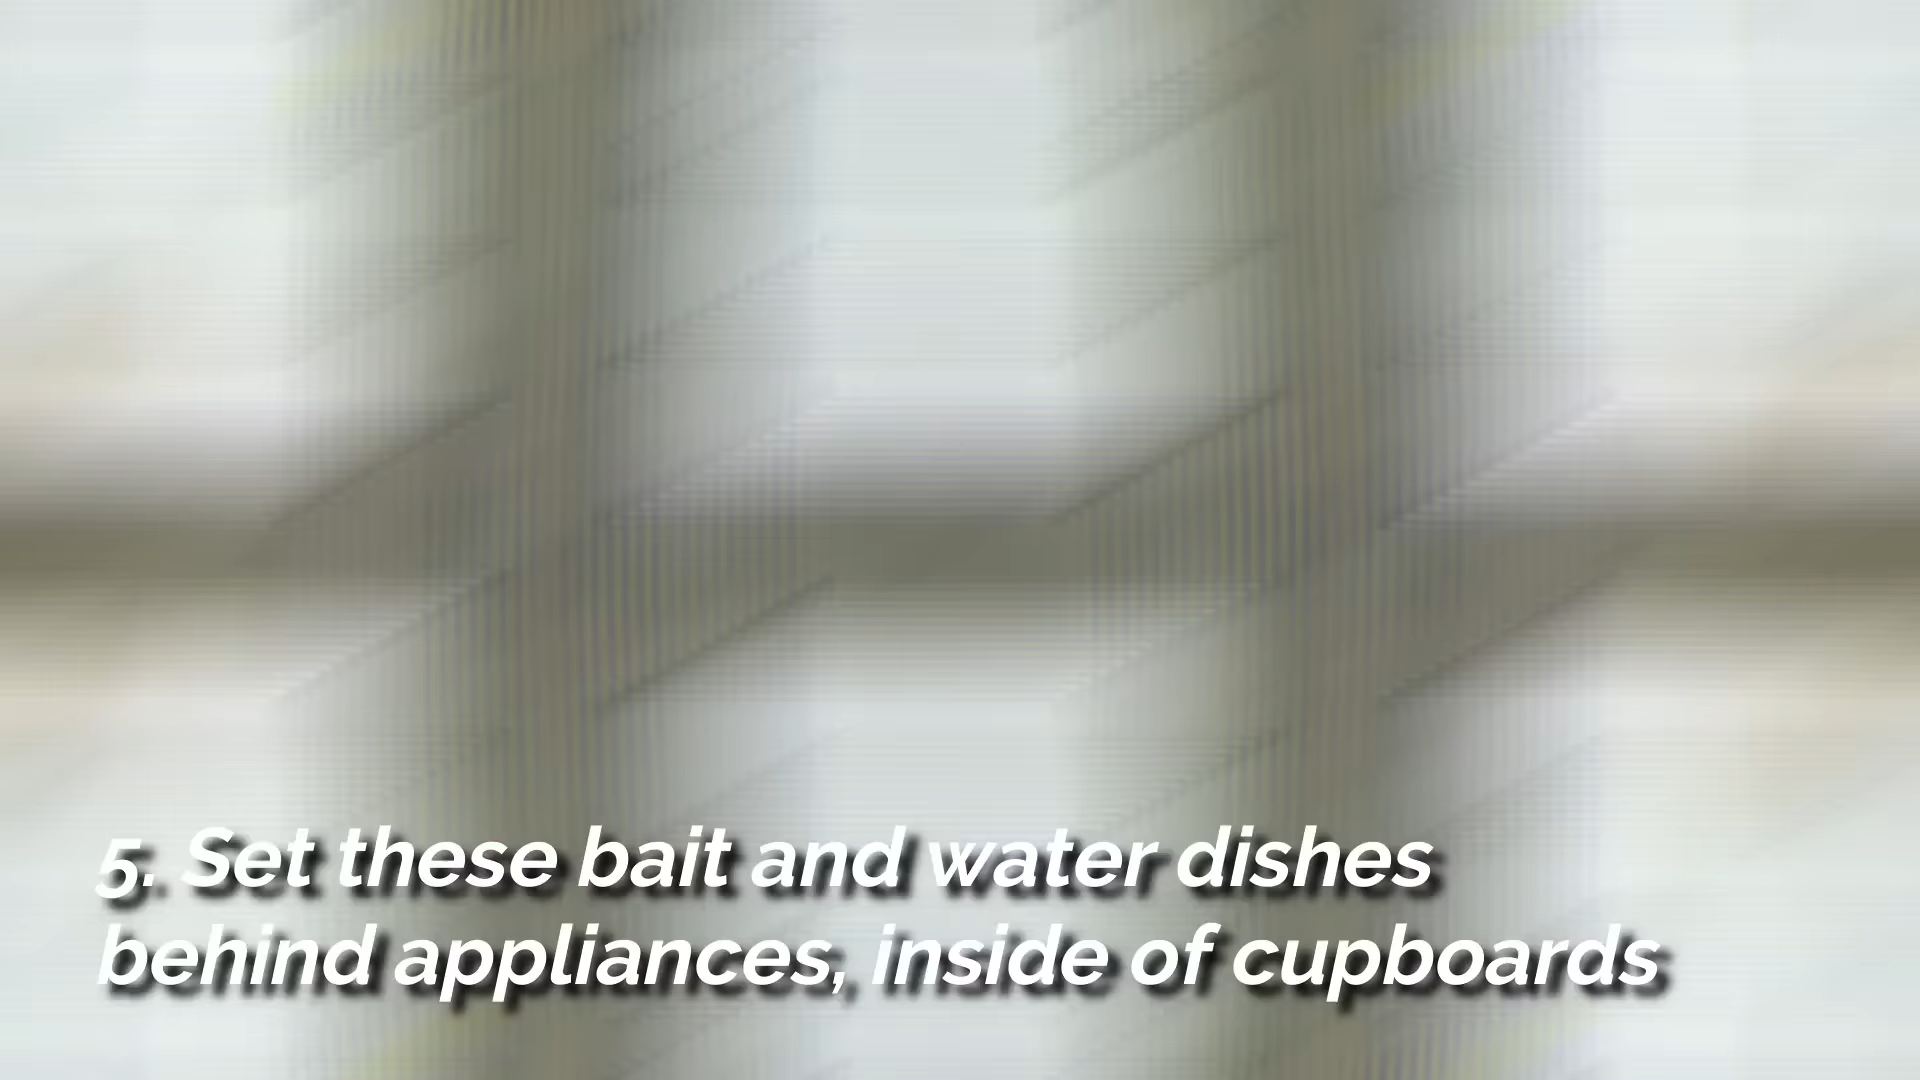 5. Set these bait and water dishes
behind appliances, inside of cupboards